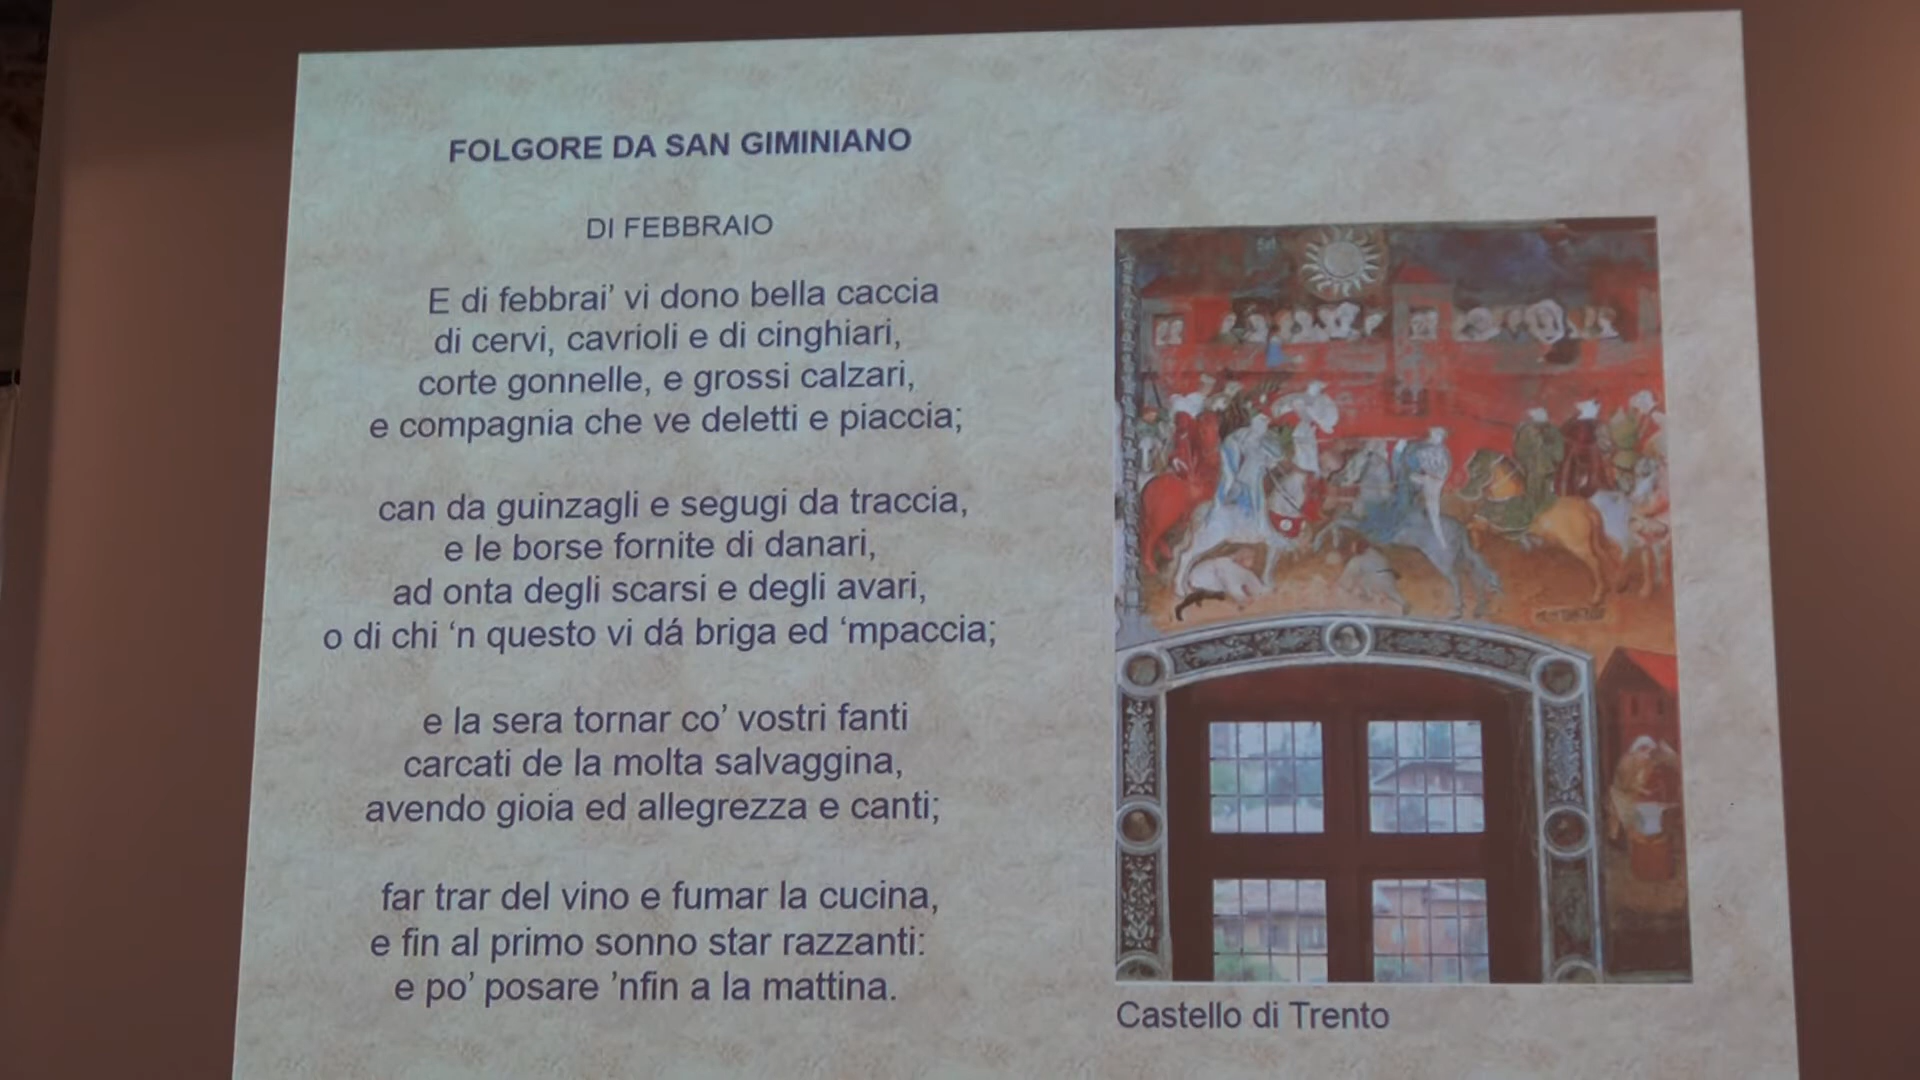 FOLGORE DA SAN GIMINIANO
DI FEBBRAIO
E di febbrai’ vi dono bella caccia
di cervi, cavrioli e di cinghiari,
corte gonnelle, e grossi calzari,
e compagnia che ve deletti e piaccia;
can da guinzagli e segugi da traccia,
e le borse fornite di danari,
ad onta degli scarsi e degli avari,
o di chi ‘n questo vi dá briga ed ‘mpaccia;
e la sera tornar co’ vostri fanti
carcati de la molta salvaggina,
avendo gioia ed allegrezza e canti;
far trar del vino e fumar la cucina,
e fin al primo sonno star razzanti:
e po’ posare ’nfin a la mattina.
Castello di Trento